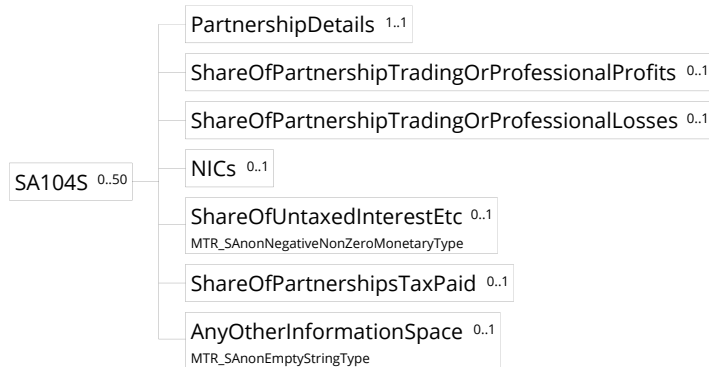 PartnershipDetails 1..1
ShareOfPartnershipTradingOrProfessionalProfits 0..1
ShareOfPartnershipTradingOrProfessionalLosses 0..1
SA104S 0..50
NICs 0..1
ShareOfUntaxedInterestEtc 0..1
MTR_SAnonNegativeNonZeroMonetaryType
ShareOfPartnershipsTaxPaid 0..1
AnyOtherInformationSpace 0..1
MTR_SAnonEmptyStringType